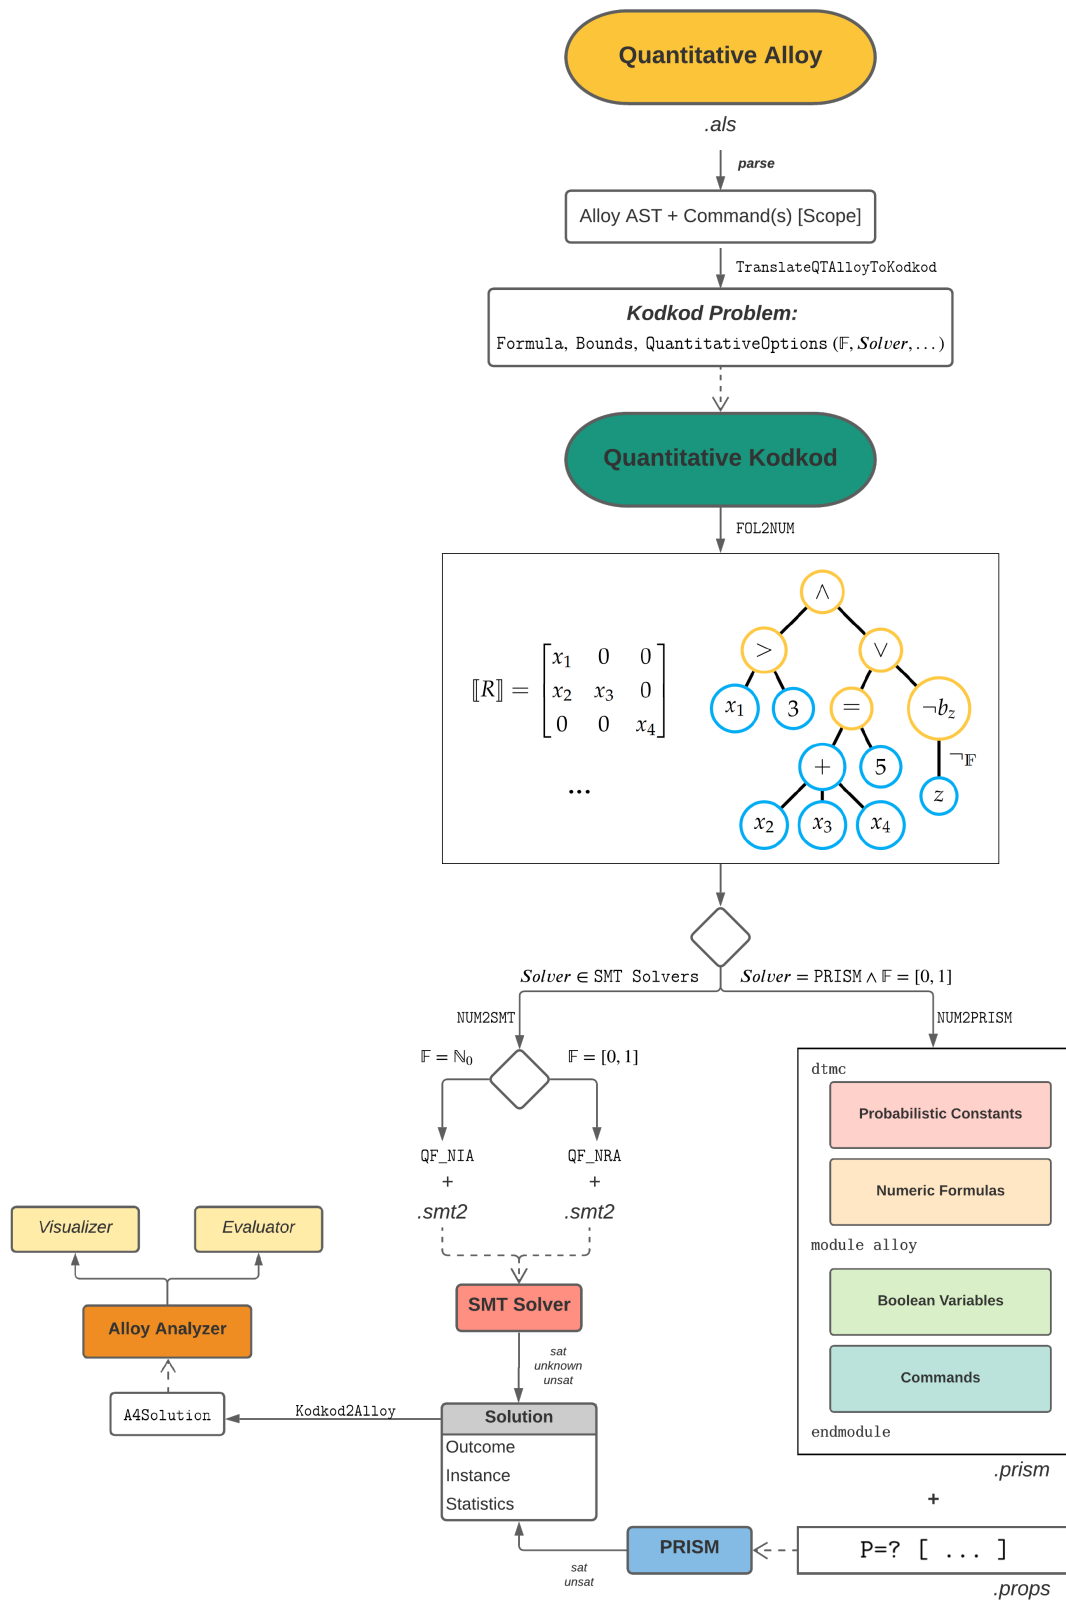 Quantitative Alloy
.als
parse
Alloy AST + Command(s) [Scope]
TranslateQTAlloyToKodkod
Kodkod Problem:
Formula, Bounds, QuantitativeOptions (𝔽, Solver, ...)
Quantitative Kodkod
FOL2NUM
∧
>
∨
x₁ 0 0
⟦R⟧ = x₂ x₃ 0
0 0 x₄
x₁
3
=
¬b_z
+
5
¬_𝔽
z
...
x₂
x₃
x₄
Solver ∈ SMT Solvers
Solver = PRISM ∧ 𝔽 = [0, 1]
NUM2SMT
NUM2PRISM
𝔽 = ℕ₀
𝔽 = [0, 1]
dtmc
Probabilistic Constants
Numeric Formulas
module alloy
Boolean Variables
Commands
endmodule
.prism
+
P=? [ ... ]
.props
QF_NIA
+
.smt2
QF_NRA
+
.smt2
SMT Solver
sat
unknown
unsat
Visualizer
Evaluator
Alloy Analyzer
A4Solution
Kodkod2Alloy
Solution
Outcome
Instance
Statistics
PRISM
sat
unsat